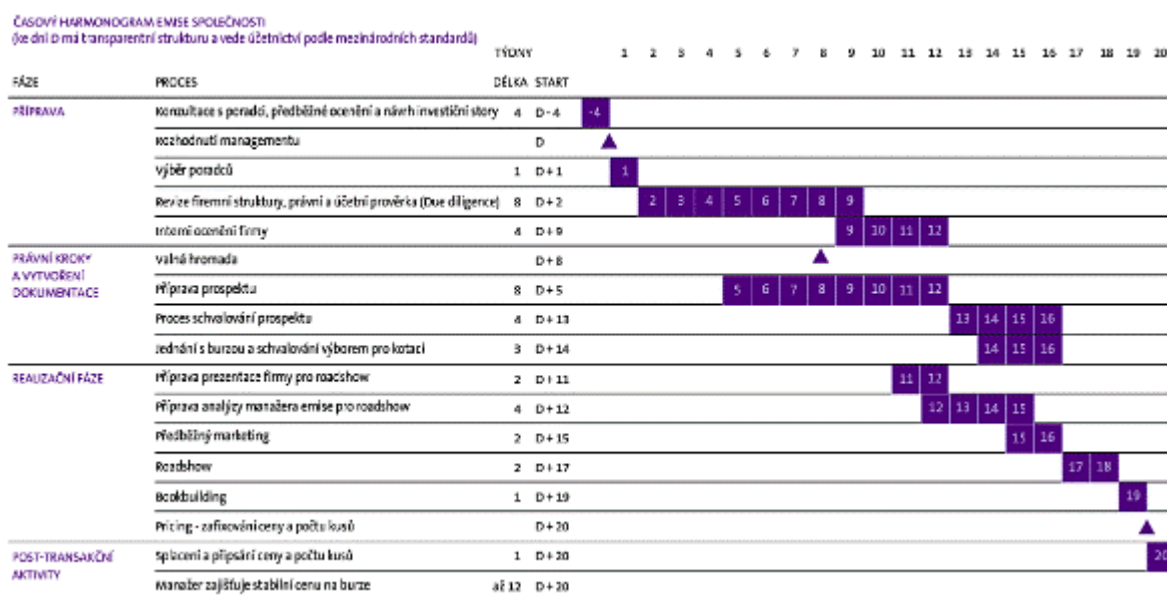 ČASOVÝ HARMONOGRAM EMISE SPOLEČNOSTI
(ke dni D má transparentní strukturu a vede účetnictví podle mezinárodních standardů)
TÝDNY 1 2 3 4 5 6 7 8 9 10 11 12 13 14 15 16 17 18 19 20
FÁZE PROCES DÉLKA START
PŘÍPRAVA Konzultace s poradci, předběžné ocenění a návrh investiční story 4 D - 4 -4
Rozhodnutí managementu D
Výběr poradců 1 D + 1 1
Revize firemní struktury, právní a účetní prověrka (Due diligence) 8 D + 2 2 3 4 5 6 7 8 9
Interní ocenění firmy 4 D + 9 9 10 11 12
PRÁVNÍ KROKY Valná hromada D + 8
A VYTVOŘENÍ
DOKUMENTACE Příprava prospektu 8 D + 5 5 6 7 8 9 10 11 12
Proces schvalování prospektu 4 D + 13 13 14 15 16
Jednání s burzou a schvalování výborem pro kotaci 3 D + 14 14 15 16
REALIZAČNÍ FÁZE Příprava prezentace firmy pro roadshow 2 D + 11 11 12
Příprava analýzy manažera emise pro roadshow 4 D + 12 12 13 14 15
Předběžný marketing 2 D + 15 15 16
Roadshow 2 D + 17 17 18
Bookbuilding 1 D + 19 19
Pricing - zafixování ceny a počtu kusů D + 20
POST-TRANSAKČNÍ Splacení a připsání ceny a počtu kusů 1 D + 20 20
AKTIVITY
Manažer zajišťuje stabilní cenu na burze až 12 D + 20